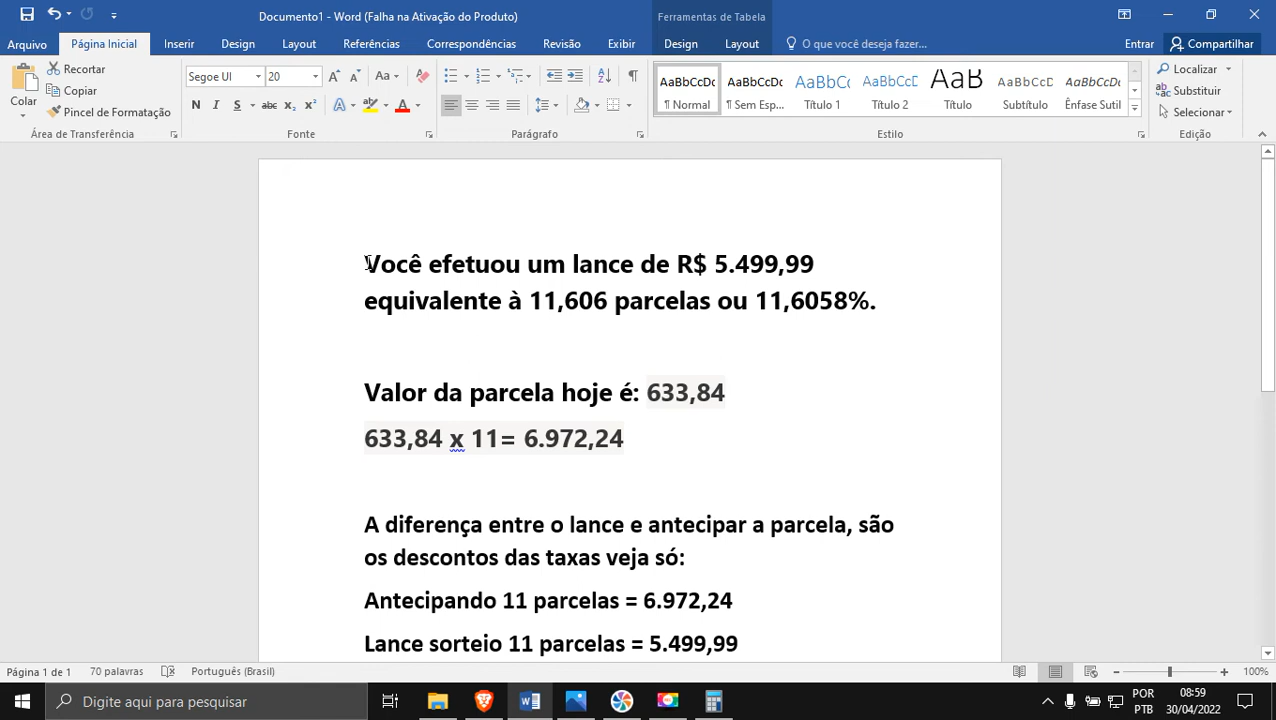 Documento1 - Word (Falha na Ativação do Produto)
Ferramentas de Tabela
Arquivo
Página Inicial
Inserir
Design
Layout
Referências
Correspondências
Revisão
Exibir
Design
Layout
O que você deseja fazer...
Entrar
Compartilhar
Colar
Recortar
Copiar
Pincel de Formatação
Área de Transferência
Segoe UI
20
Aa
N
I
S
abc
X₂
X²
A
A
Fonte
Parágrafo
AaBbCcDc
¶ Normal
AaBbCcDc
¶ Sem Esp...
AaBbCc
Título 1
AaBbCcD
Título 2
AaB
Título
AaBbCcD
Subtítulo
AaBbCcDc
Ênfase Sutil
Estilo
Localizar
Substituir
Selecionar
Edição
Você efetuou um lance de R$ 5.499,99
equivalente à 11,606 parcelas ou 11,6058%.
Valor da parcela hoje é: 633,84
633,84 x 11= 6.972,24
A diferença entre o lance e antecipar a parcela, são
os descontos das taxas veja só:
Antecipando 11 parcelas = 6.972,24
Lance sorteio 11 parcelas = 5.499,99
Página 1 de 1
70 palavras
Português (Brasil)
100%
Digite aqui para pesquisar
POR
PTB
08:59
30/04/2022